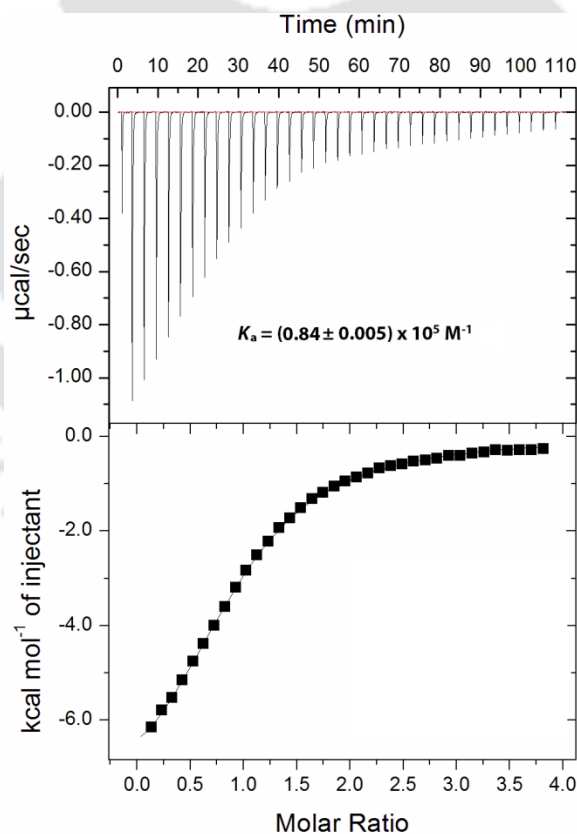 Time (min)
0 10 20 30 40 50 60 70 80 90 100 110
0.00
-0.20
-0.40
-0.60
-0.80
-1.00
µcal/sec
Kₐ = (0.84 ± 0.005) x 10⁵ M⁻¹
0.0
-2.0
-4.0
-6.0
kcal mol⁻¹ of injectant
0.0 0.5 1.0 1.5 2.0 2.5 3.0 3.5 4.0
Molar Ratio